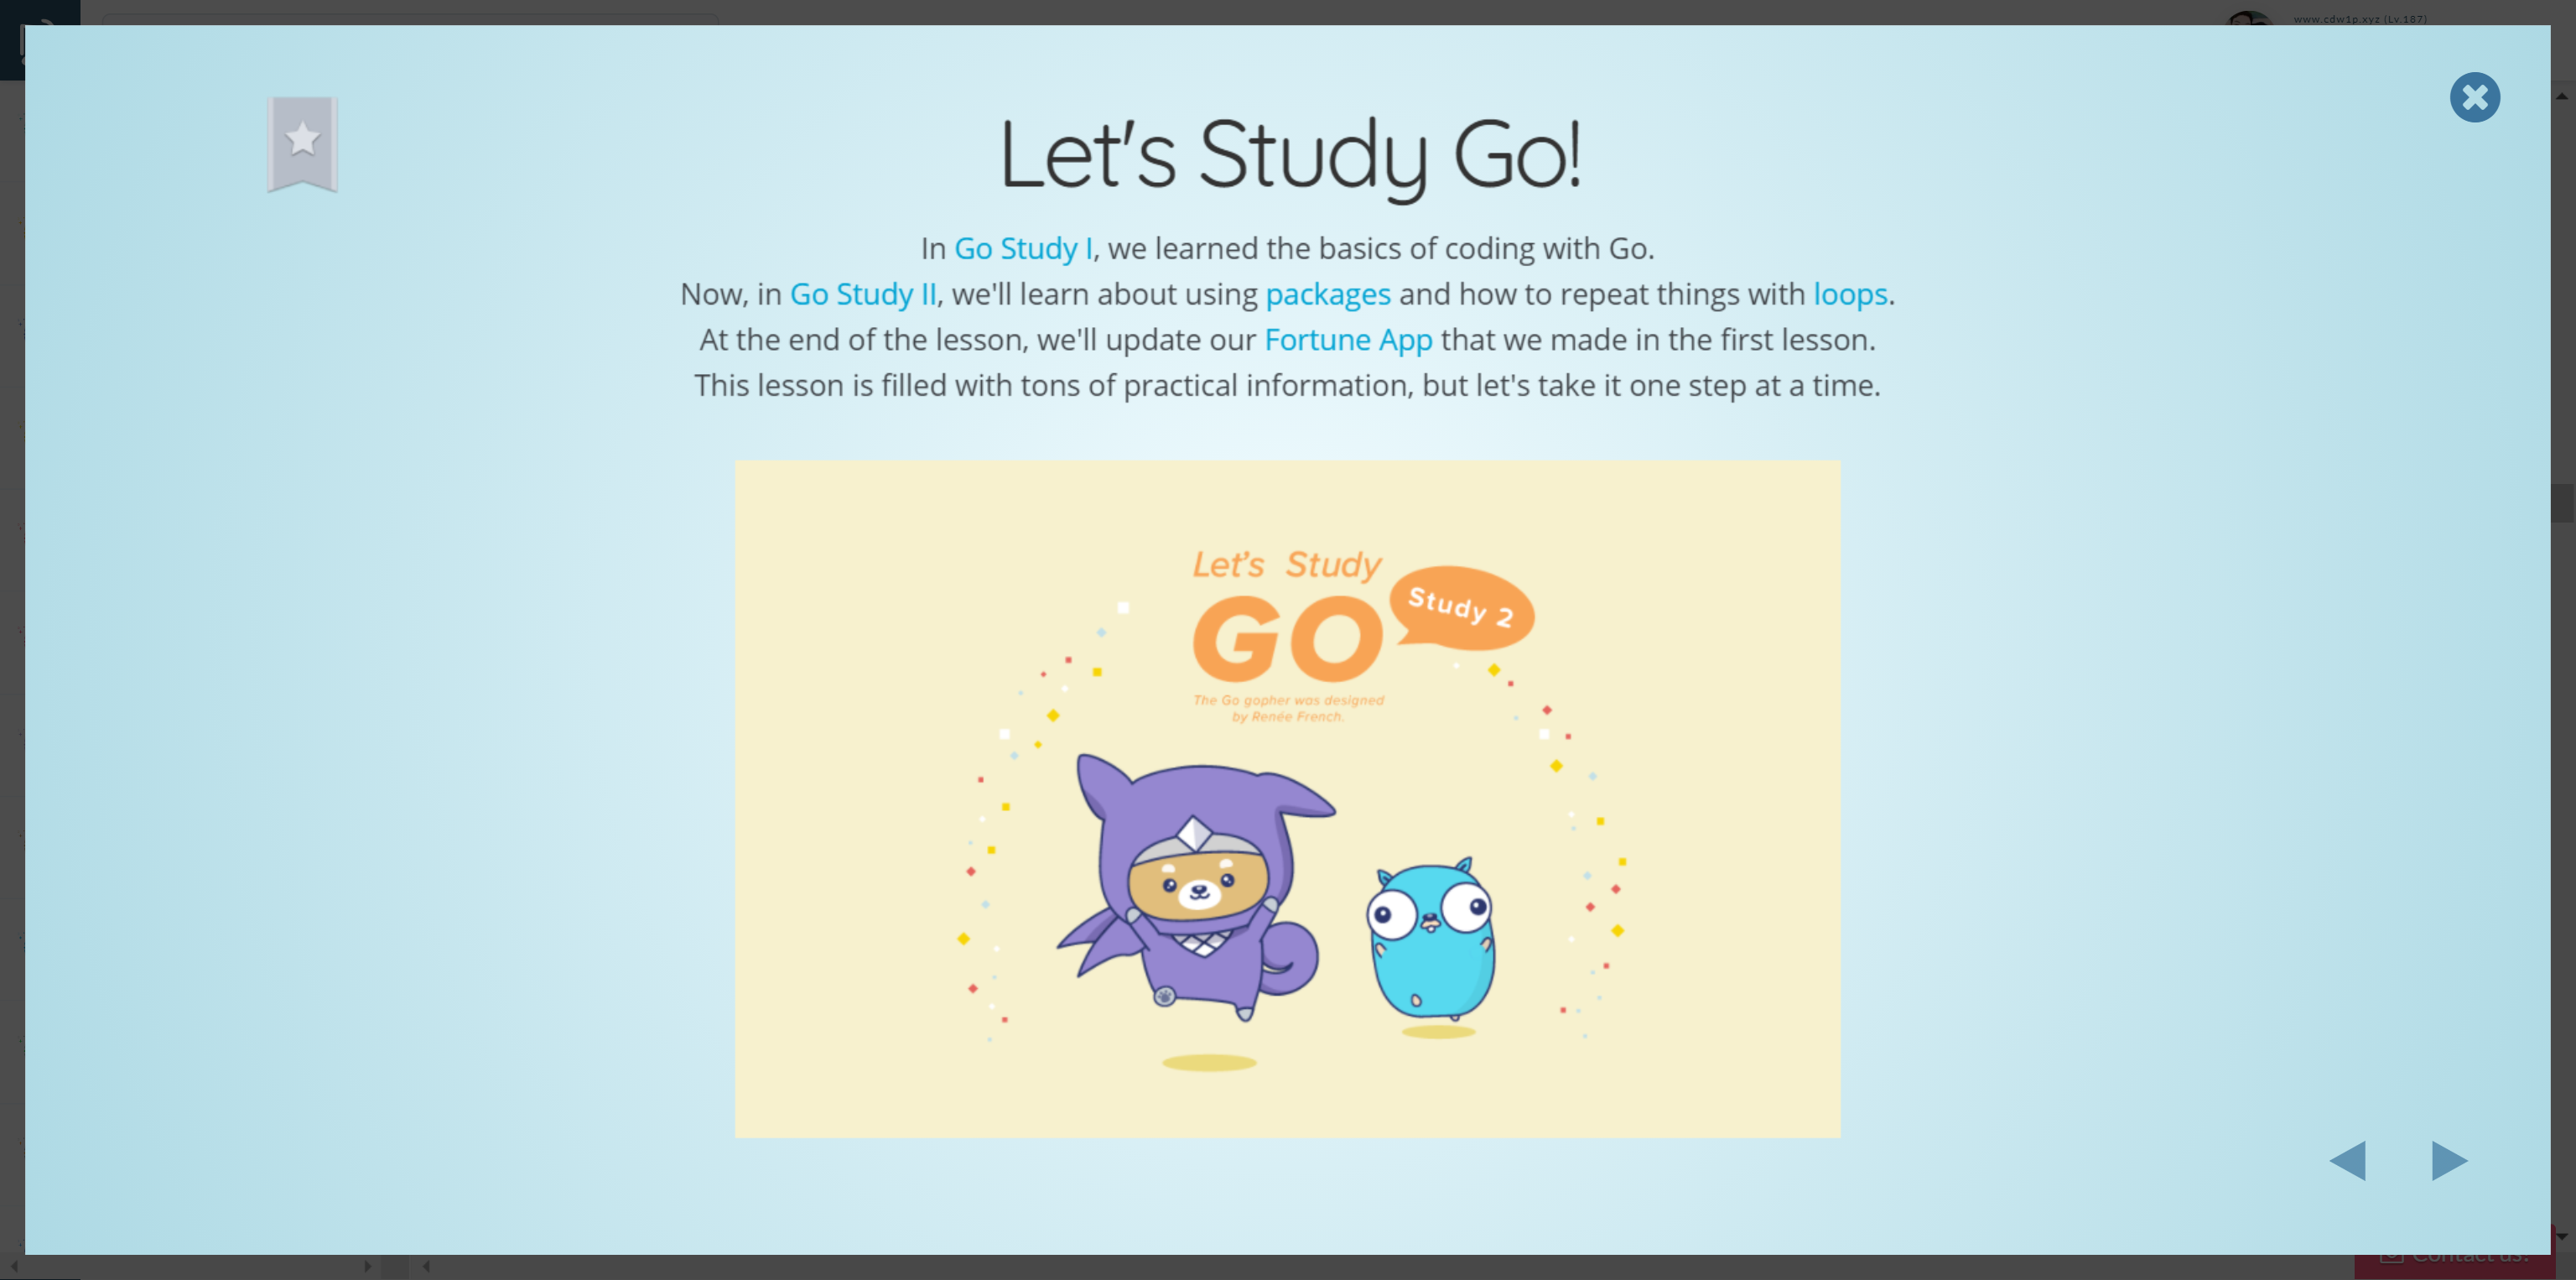 www.cdw1p.xyz (Lv.187)
Let's Study Go!
In Go Study I, we learned the basics of coding with Go.
Now, in Go Study II, we'll learn about using packages and how to repeat things with loops.
At the end of the lesson, we'll update our Fortune App that we made in the first lesson.
This lesson is filled with tons of practical information, but let's take it one step at a time.
Let's Study
GO
Study 2
The Go gopher was designed
by Renée French.
Contact us!